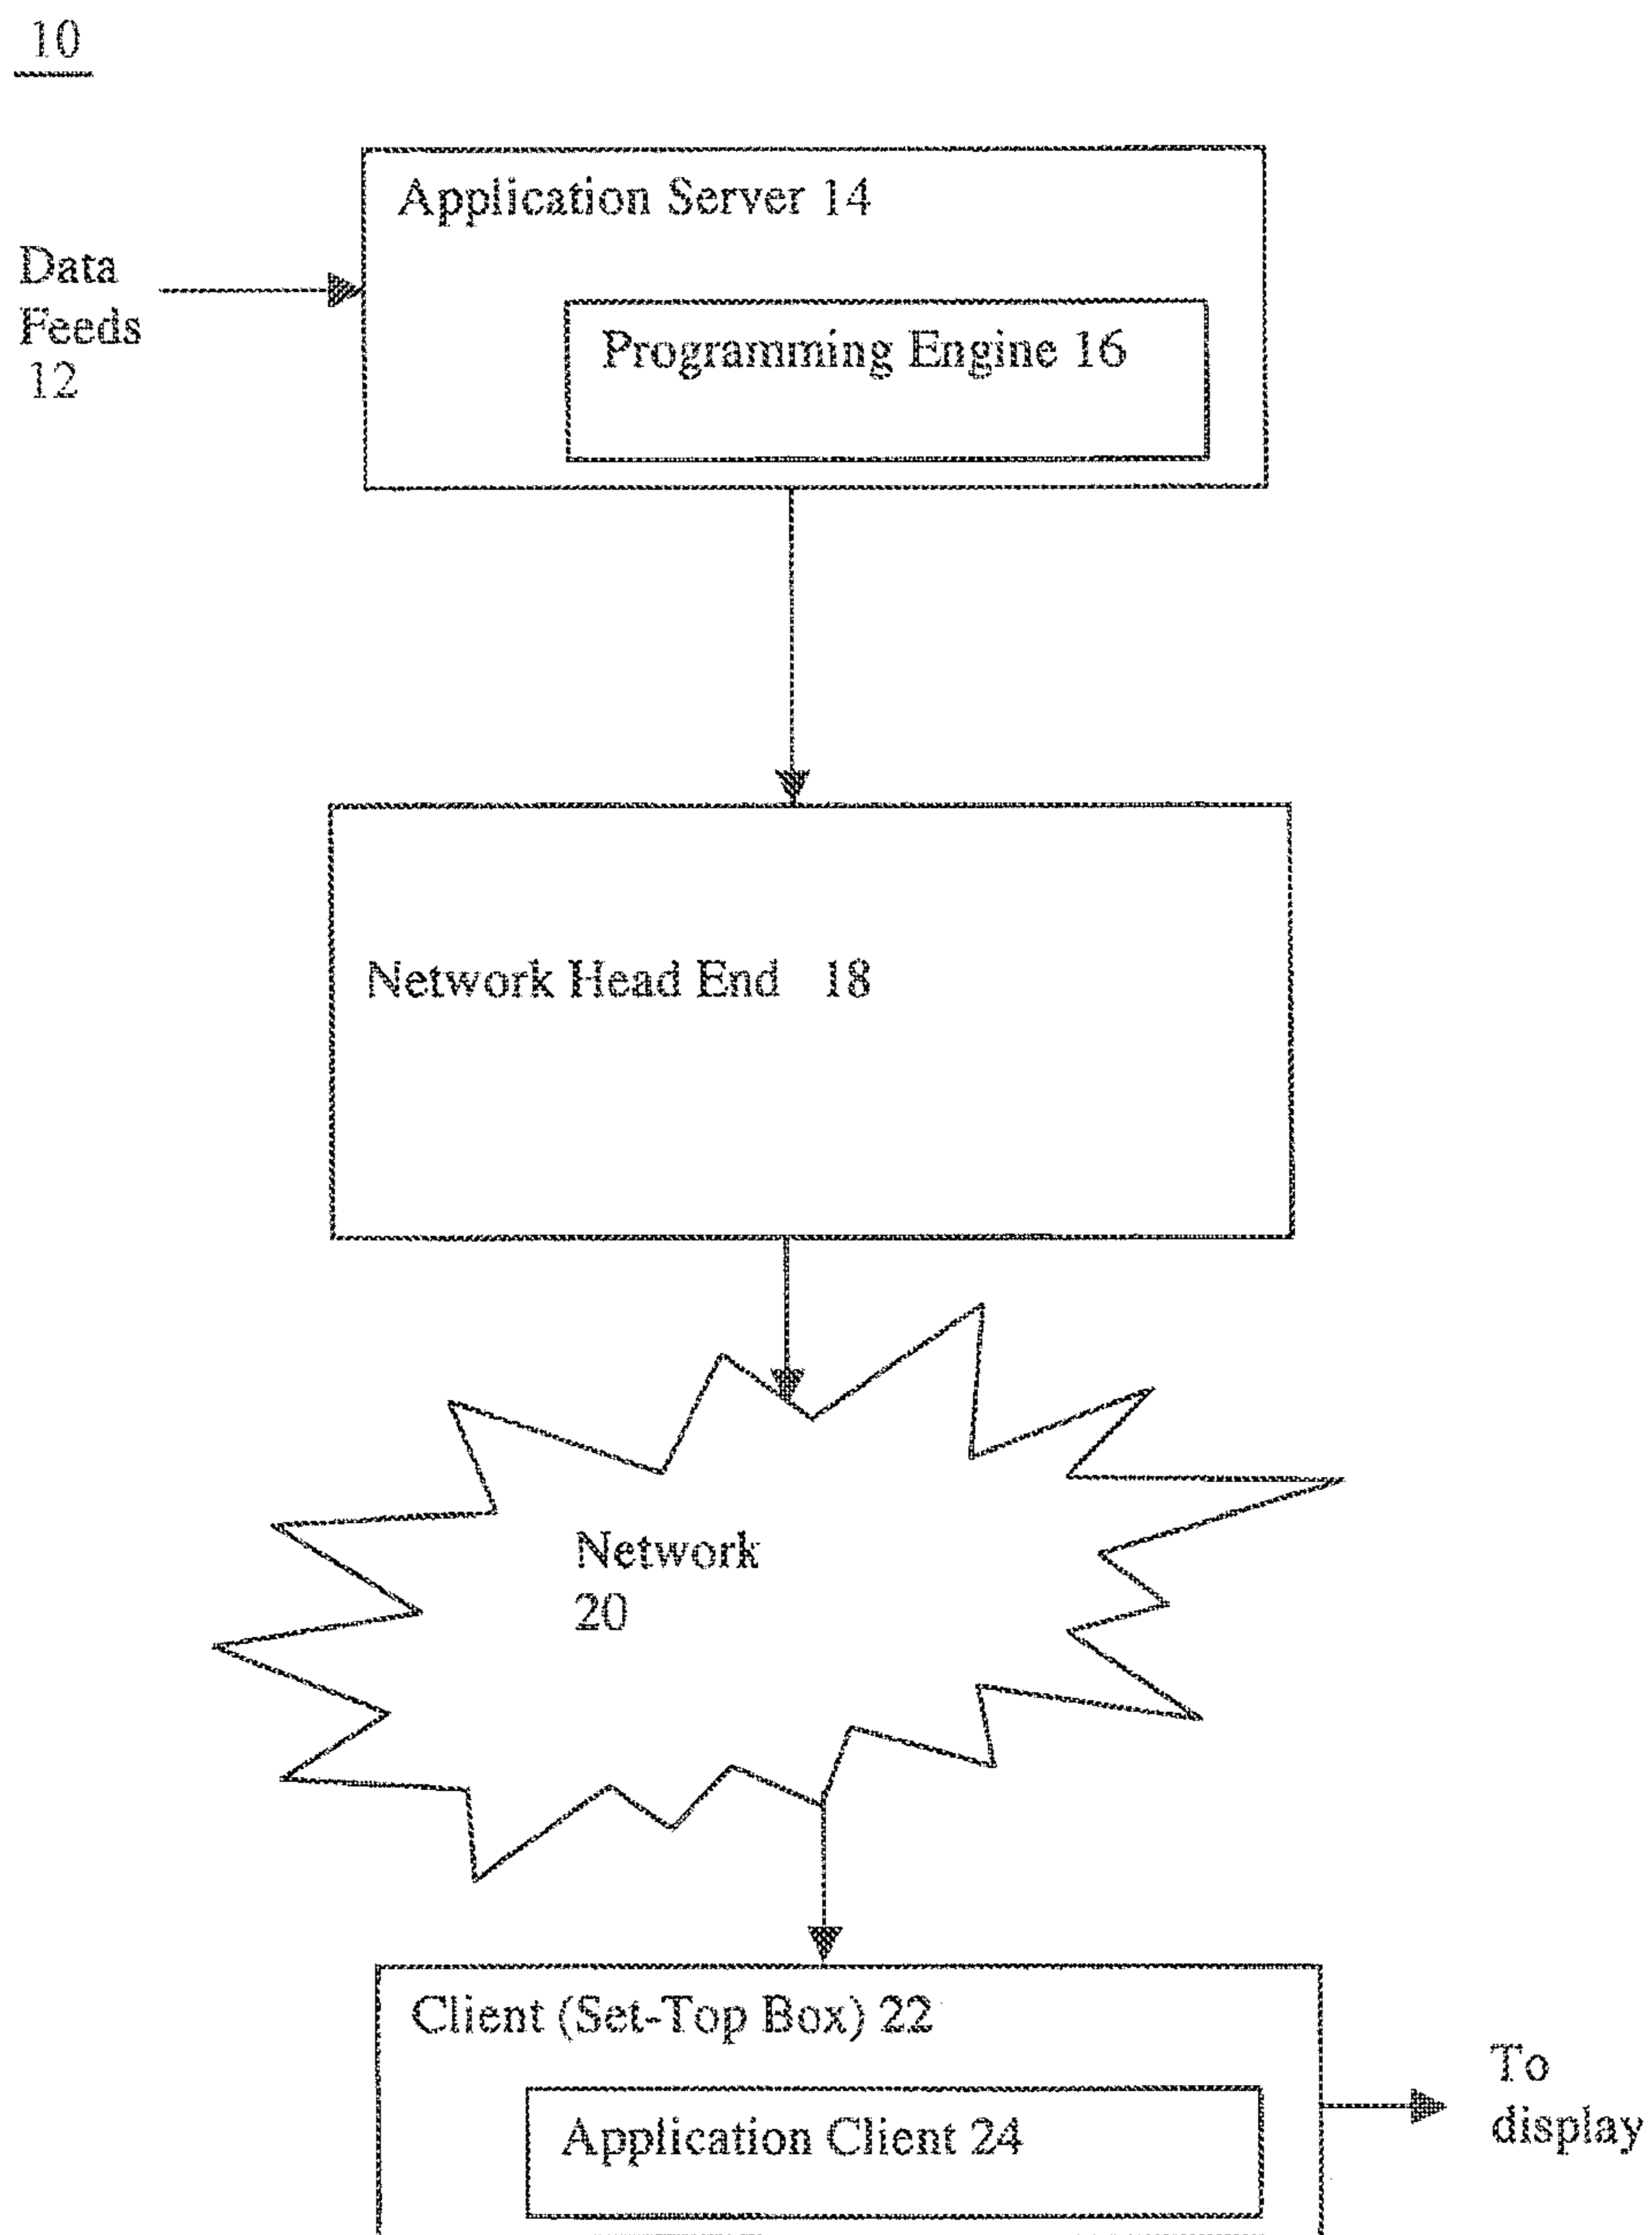 10
Application Server 14
Data
Feeds
12
Programming Engine 16
Network Head End 18
Network
20
Client (Set-Top Box) 22
Application Client 24
To
display